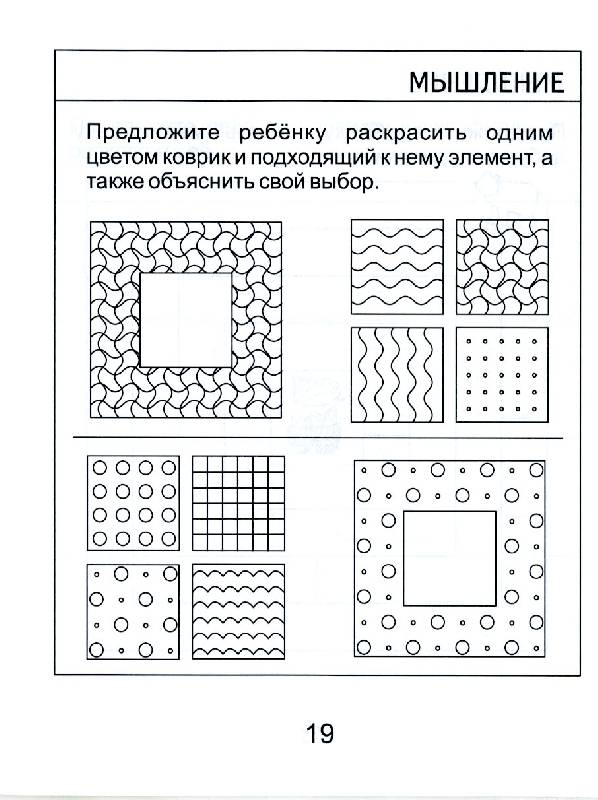 МЫШЛЕНИЕ
Предложите ребёнку раскрасить одним
цветом коврик и подходящий к нему элемент, а
также объяснить свой выбор.
19